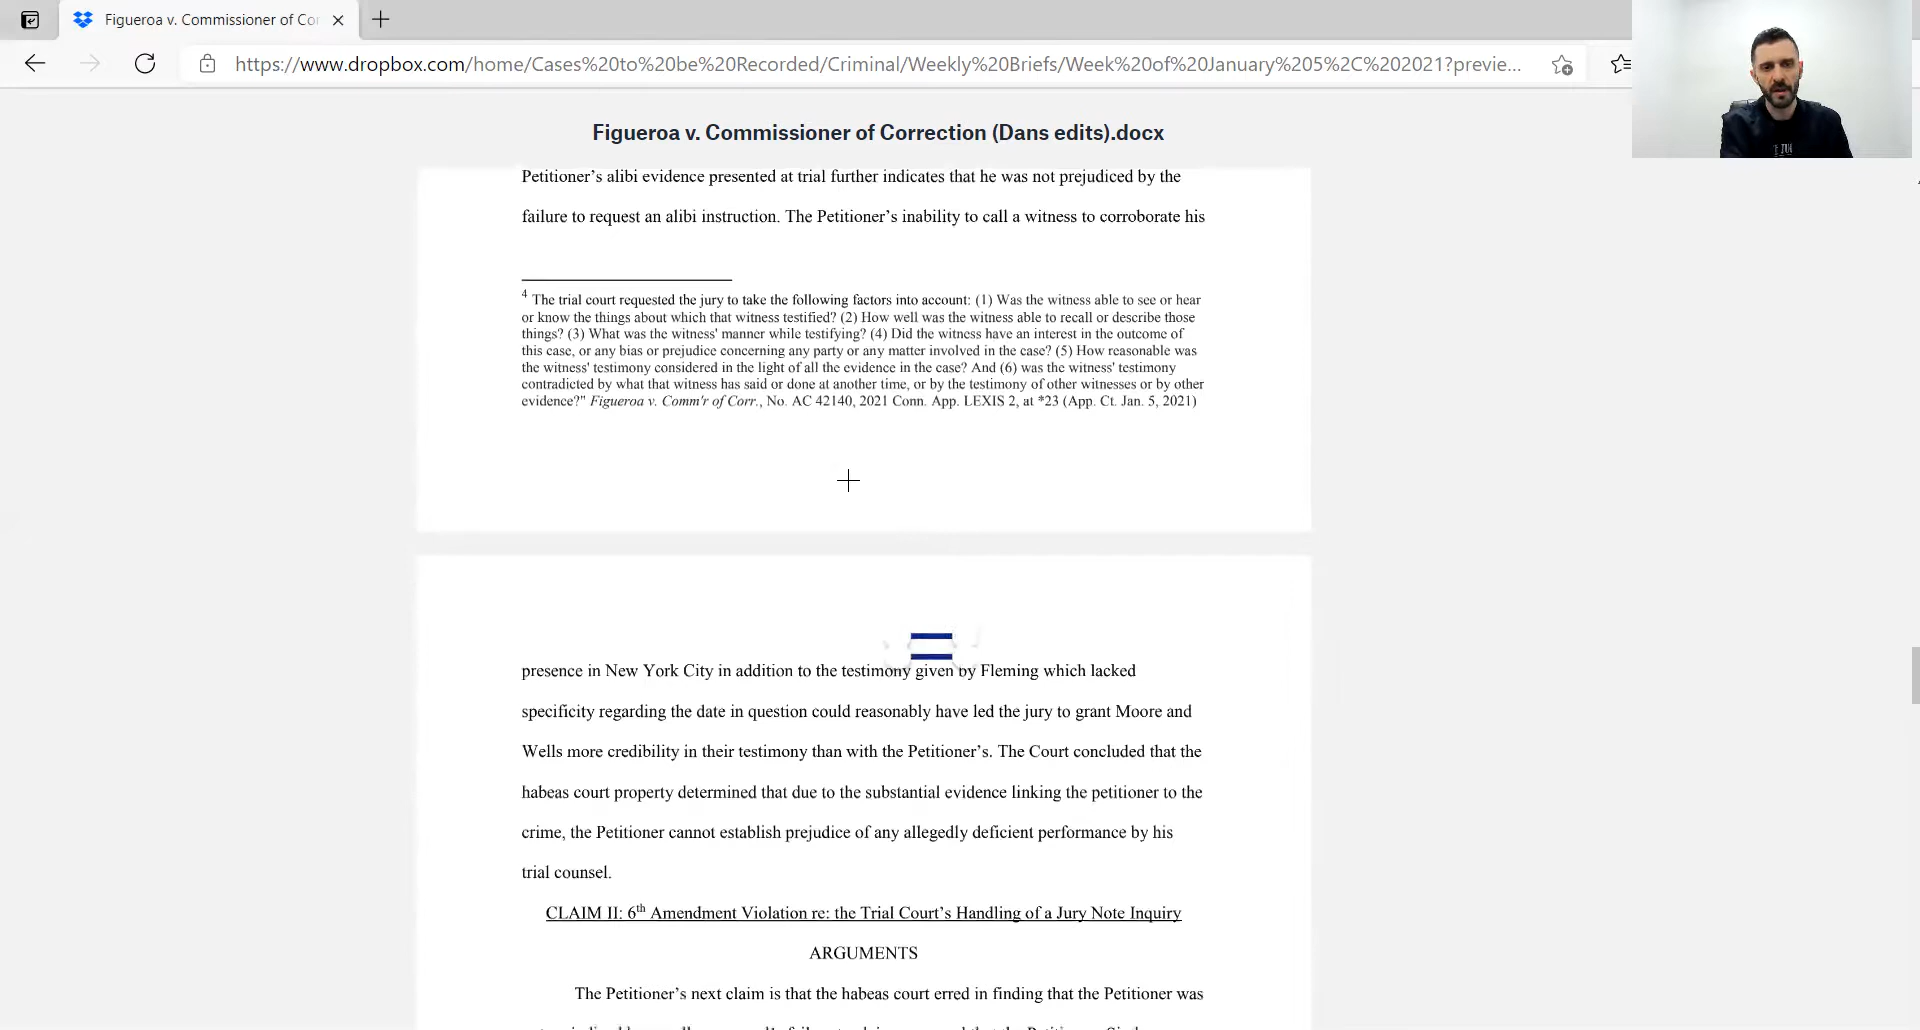 Figueroa v. Commissioner of Cor
https://www.dropbox.com/home/Cases%20to%20be%20Recorded/Criminal/Weekly%20Briefs/Week%20of%20January%205%2C%202021?previe...
Figueroa v. Commissioner of Correction (Dans edits).docx
Petitioner’s alibi evidence presented at trial further indicates that he was not prejudiced by the
failure to request an alibi instruction. The Petitioner’s inability to call a witness to corroborate his
4 The trial court requested the jury to take the following factors into account: (1) Was the witness able to see or hear
or know the things about which that witness testified? (2) How well was the witness able to recall or describe those
things? (3) What was the witness' manner while testifying? (4) Did the witness have an interest in the outcome of
this case, or any bias or prejudice concerning any party or any matter involved in the case? (5) How reasonable was
the witness' testimony considered in the light of all the evidence in the case? And (6) was the witness' testimony
contradicted by what that witness has said or done at another time, or by the testimony of other witnesses or by other
evidence?" Figueroa v. Comm'r of Corr., No. AC 42140, 2021 Conn. App. LEXIS 2, at *23 (App. Ct. Jan. 5, 2021)
presence in New York City in addition to the testimony given by Fleming which lacked
specificity regarding the date in question could reasonably have led the jury to grant Moore and
Wells more credibility in their testimony than with the Petitioner’s. The Court concluded that the
habeas court property determined that due to the substantial evidence linking the petitioner to the
crime, the Petitioner cannot establish prejudice of any allegedly deficient performance by his
trial counsel.
CLAIM II: 6th Amendment Violation re: the Trial Court’s Handling of a Jury Note Inquiry
ARGUMENTS
The Petitioner’s next claim is that the habeas court erred in finding that the Petitioner was